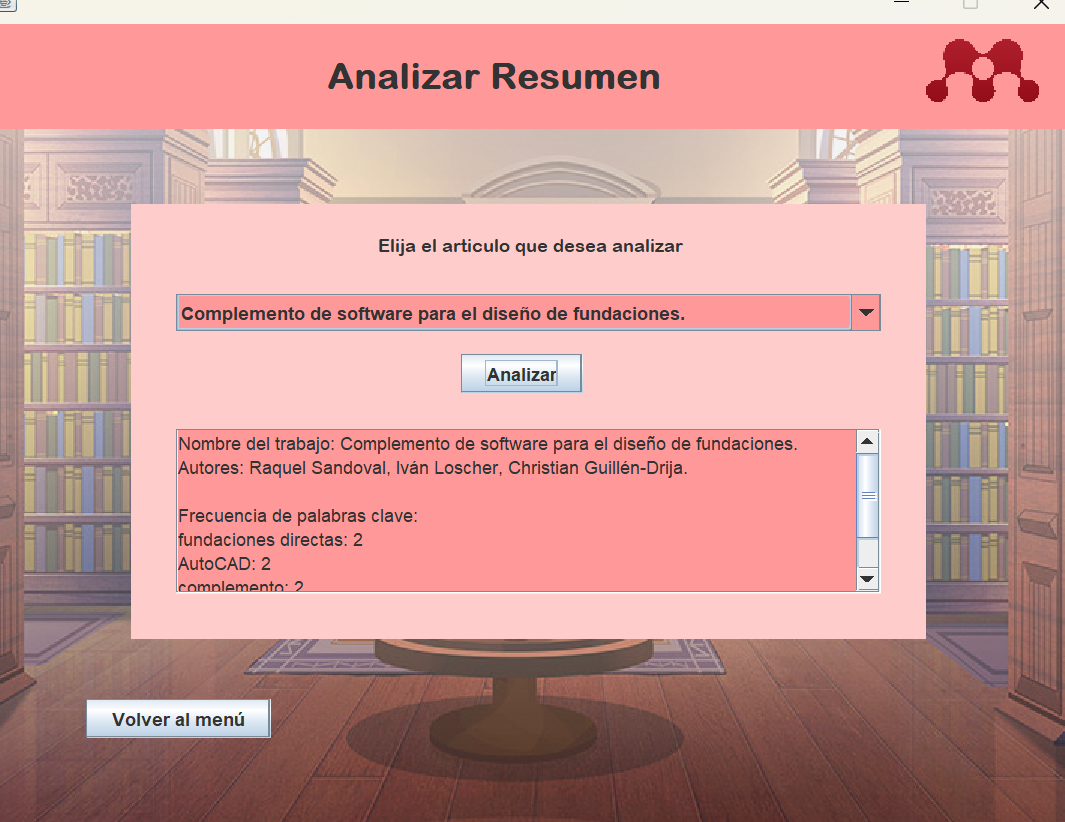 Analizar Resumen
Elija el articulo que desea analizar
Complemento de software para el diseño de fundaciones.
Analizar
Nombre del trabajo: Complemento de software para el diseño de fundaciones.
Autores: Raquel Sandoval, Iván Loscher, Christian Guillén-Drija.
Frecuencia de palabras clave:
fundaciones directas: 2
AutoCAD: 2
complemento: 2
Volver al menú